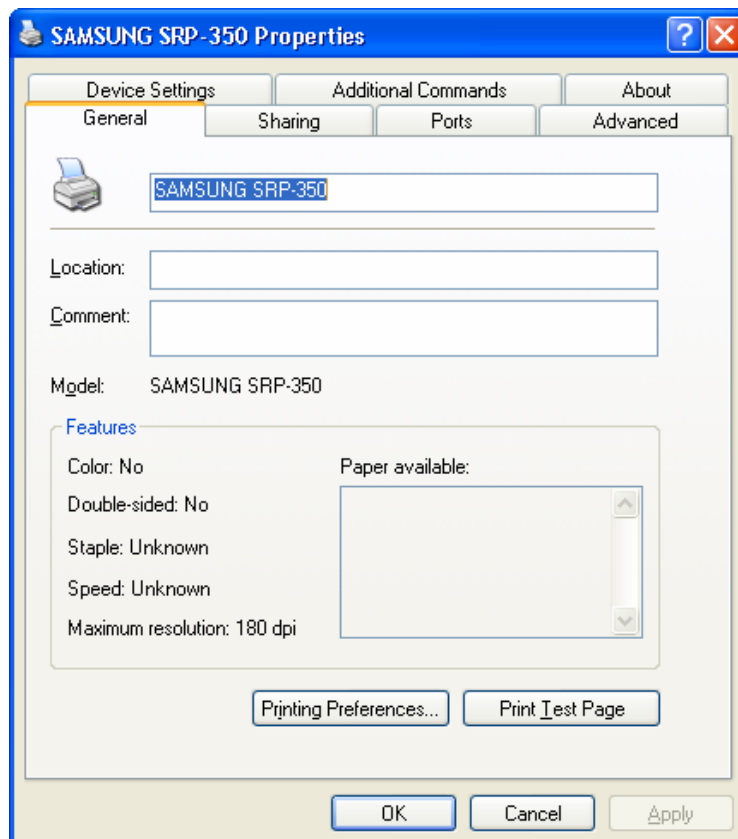 SAMSUNG SRP-350 Properties
Device Settings Additional Commands About
General Sharing Ports Advanced
SAMSUNG SRP-350
Location:
Comment:
Model: SAMSUNG SRP-350
Features
Color: No Paper available:
Double-sided: No
Staple: Unknown
Speed: Unknown
Maximum resolution: 180 dpi
Printing Preferences... Print Test Page
OK Cancel Apply